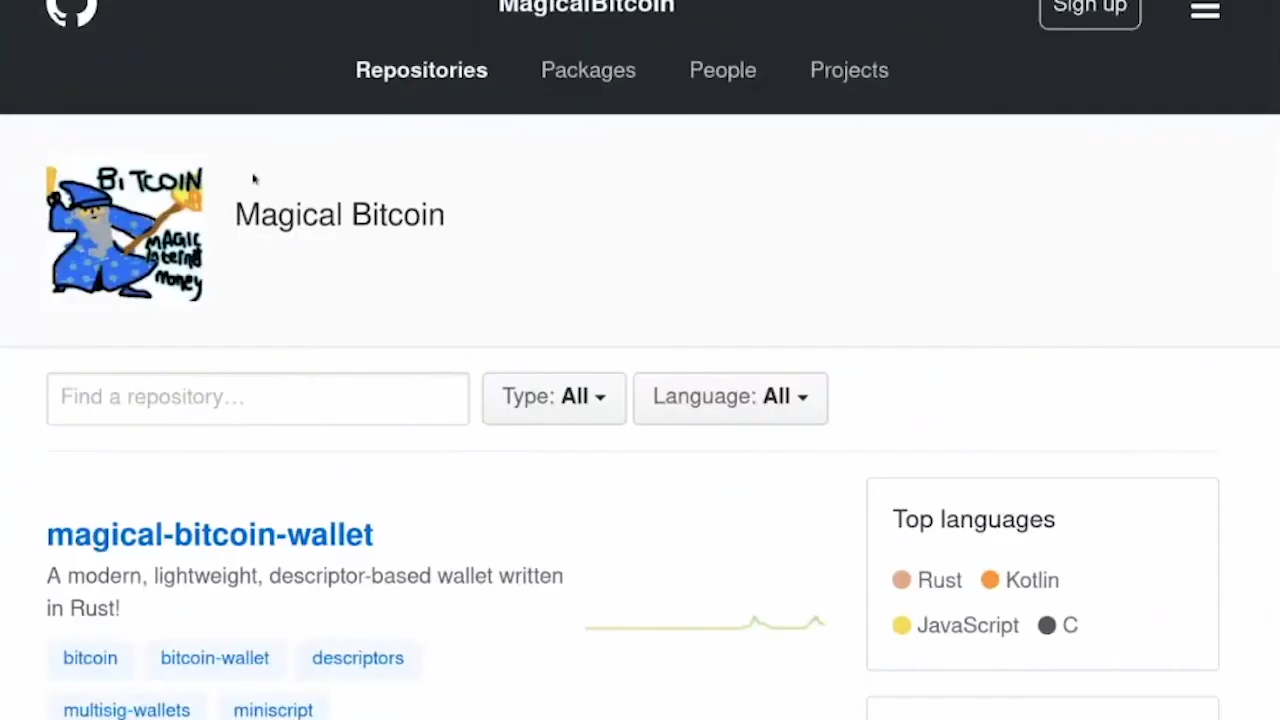 MagicalBitcoin
Sign up
Repositories
Packages
People
Projects
BITCOIN
MAGIC
Internet
Money
Magical Bitcoin
Find a repository…
Type: All
Language: All
magical-bitcoin-wallet
A modern, lightweight, descriptor-based wallet written
in Rust!
bitcoin
bitcoin-wallet
descriptors
multisig-wallets
miniscript
Top languages
Rust
Kotlin
JavaScript
C